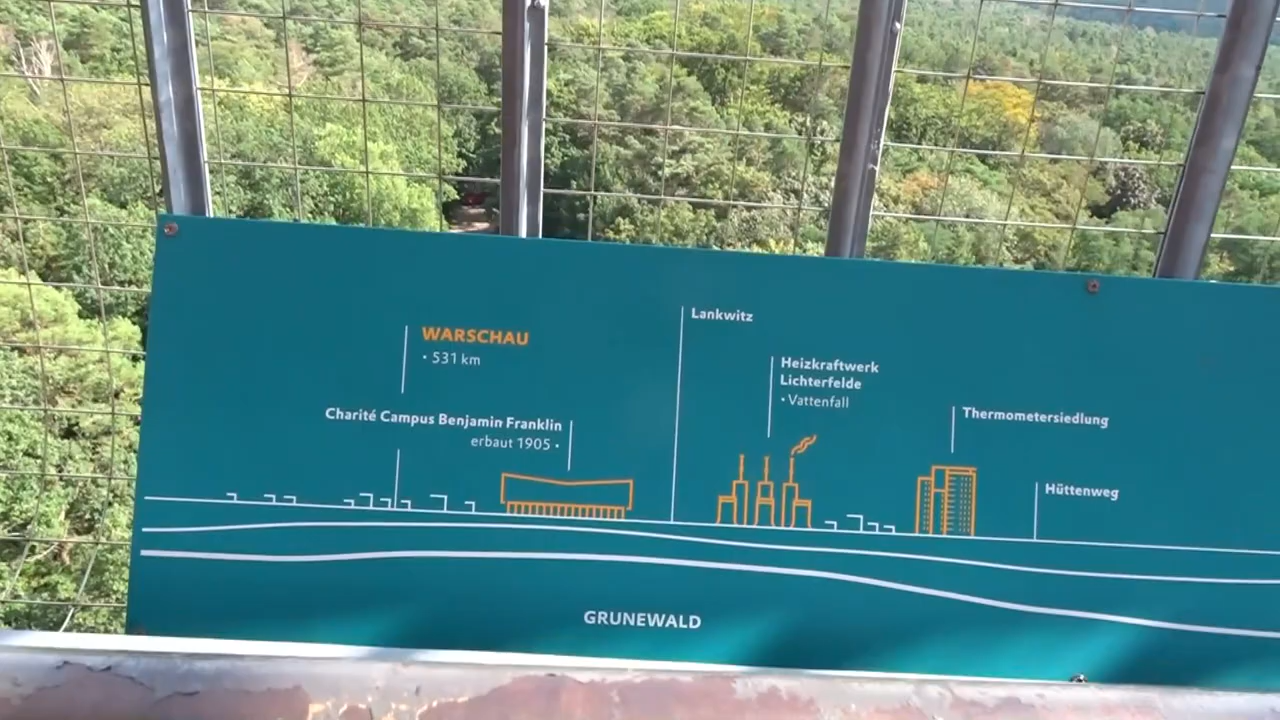 WARSCHAU
• 531 km
Charité Campus Benjamin Franklin
erbaut 1905 •
Lankwitz
Heizkraftwerk
Lichterfelde
• Vattenfall
Thermometersiedlung
Hüttenweg
GRUNEWALD